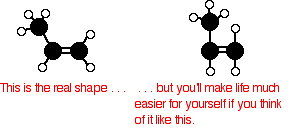 This is the real shape . . .
. . . but you'll make life much
easier for yourself if you think
of it like this.